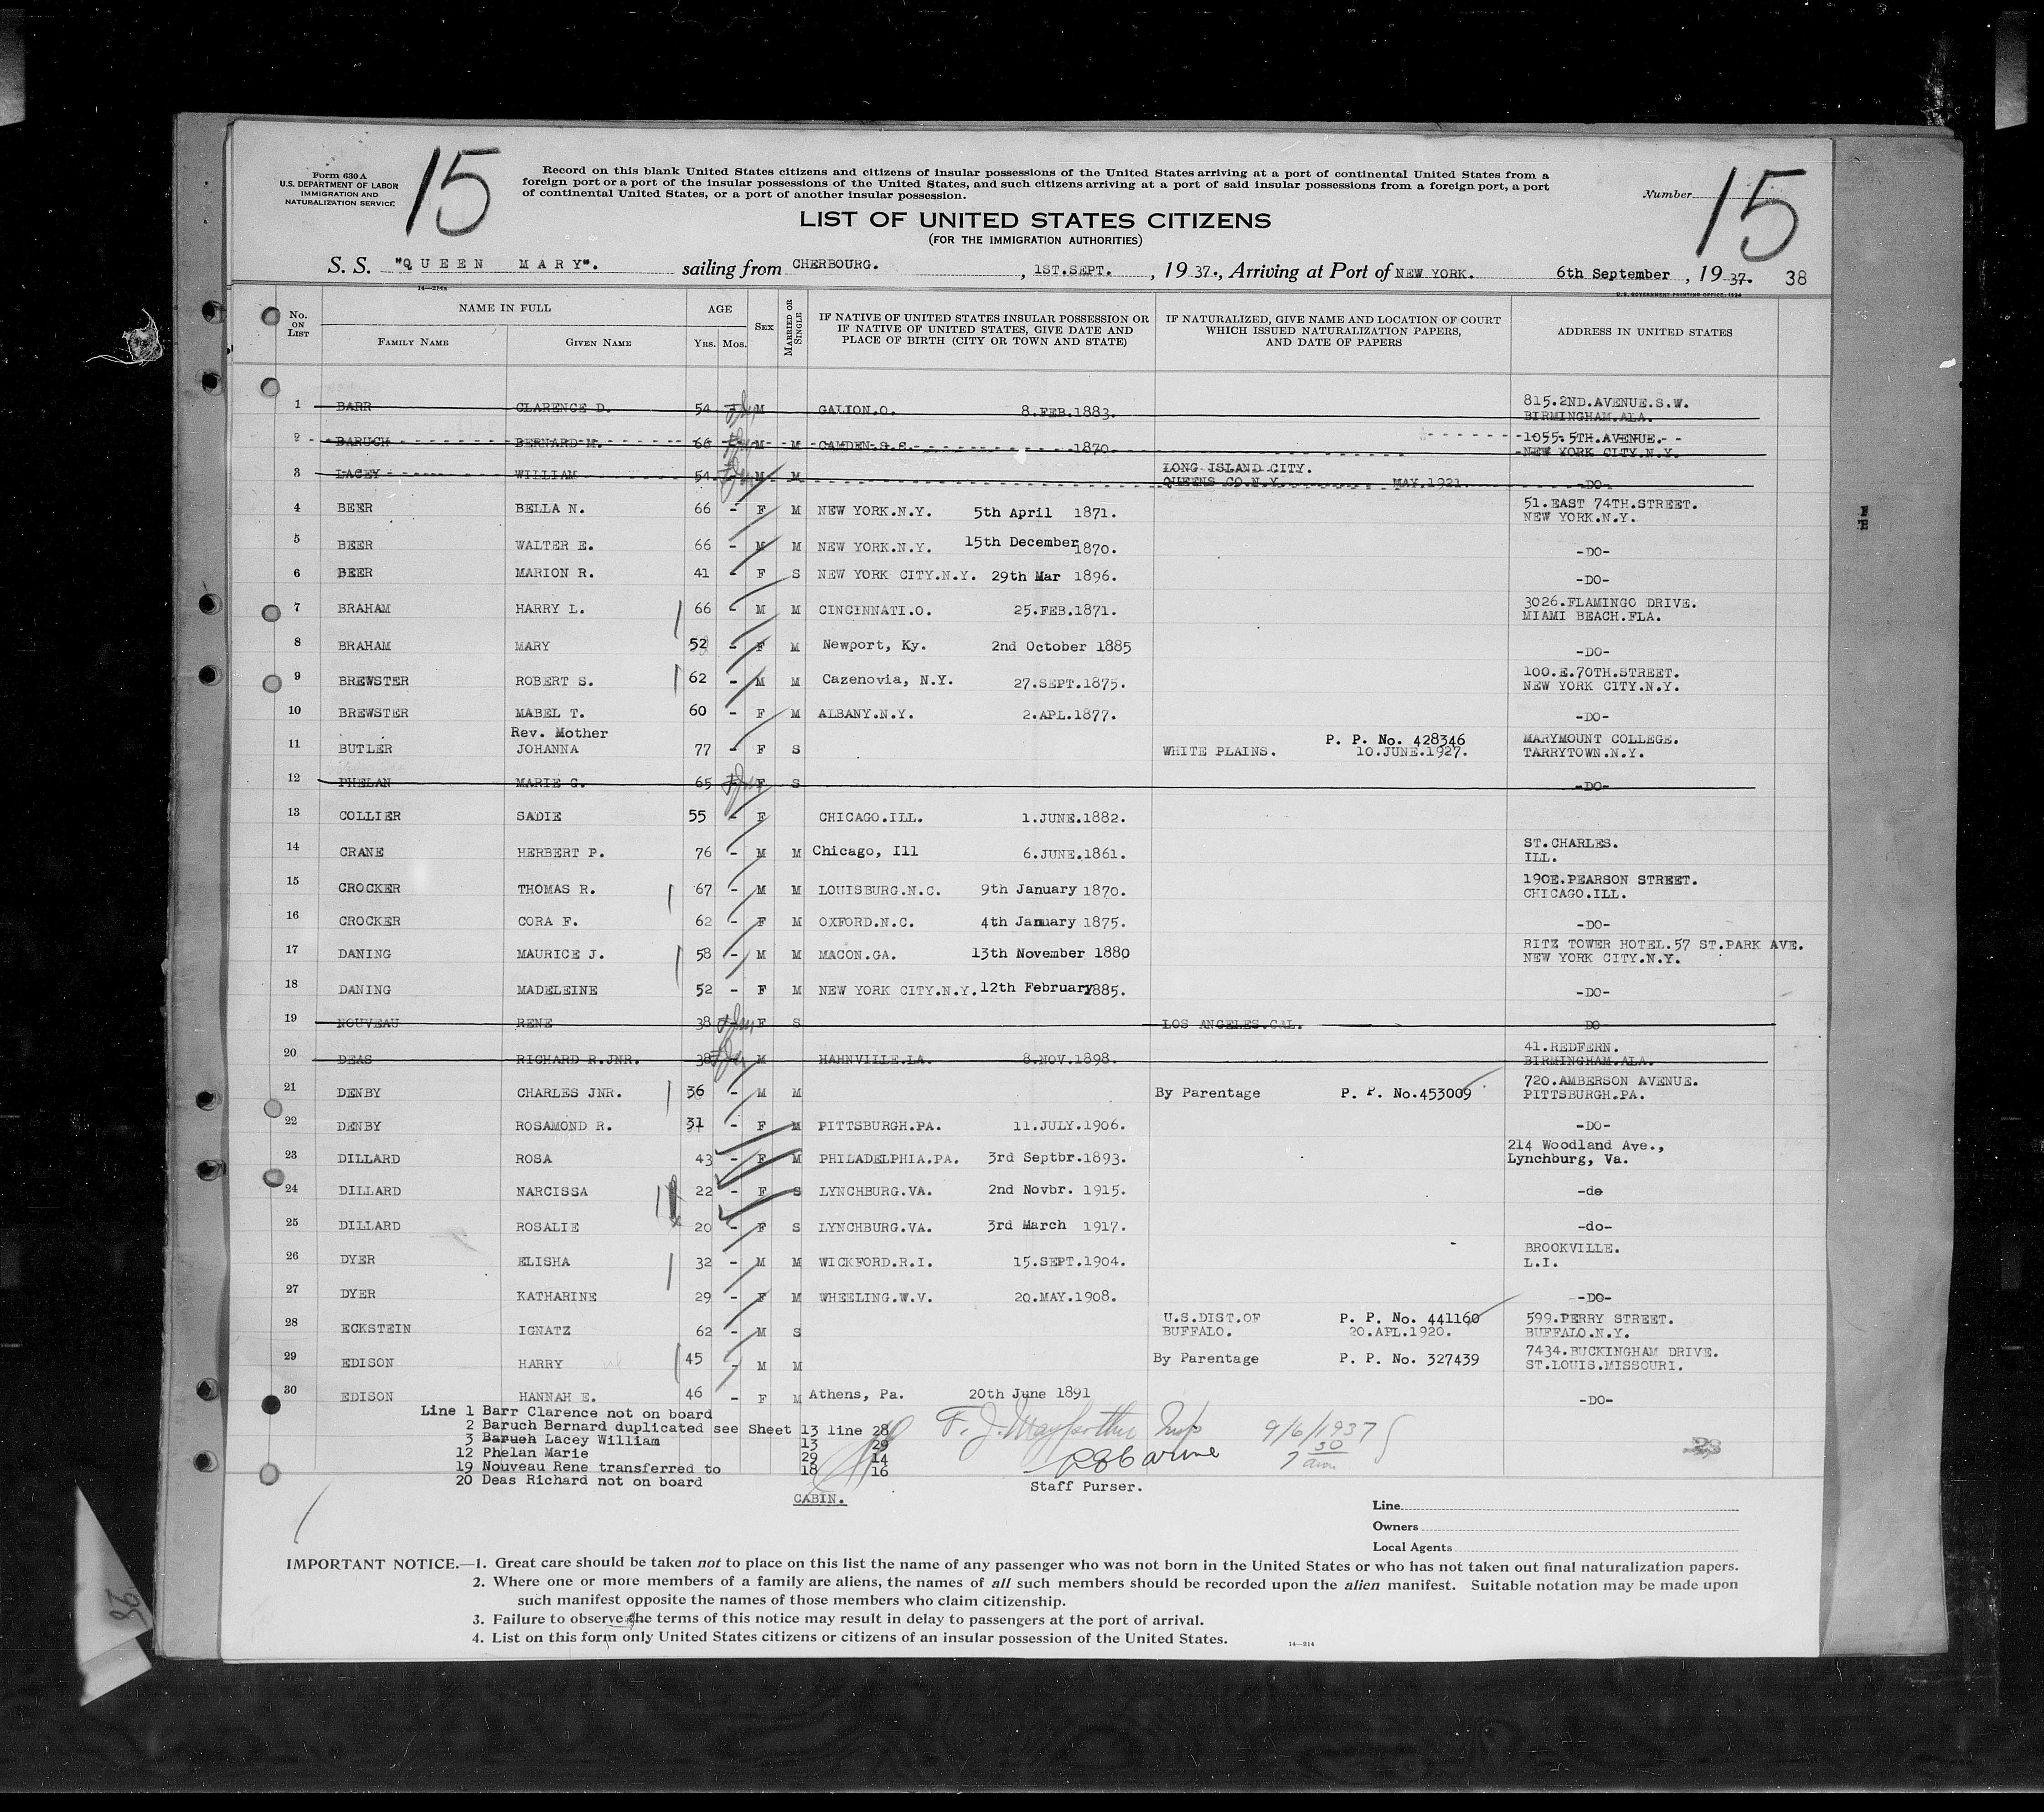 Form 630A
U.S. DEPARTMENT OF LABOR
IMMIGRATION AND
NATURALIZATION SERVICE
15
Record on this blank United States citizens and citizens of insular possessions of the United States arriving at a port of continental United States from a
foreign port or a port of the insular possessions of the United States, and such citizens arriving at a port of said insular possessions from a foreign port, a port
of continental United States, or a port of another insular possession.
Number 15
LIST OF UNITED STATES CITIZENS
(FOR THE IMMIGRATION AUTHORITIES)
S. S. "QUEEN MARY". sailing from CHERBOURG. , 1ST.SEPT. , 1937., Arriving at Port of NEW YORK. 6th September , 1937. 38
14—214a
U.S. GOVERNMENT PRINTING OFFICE: 1934
No. ON LIST NAME IN FULL AGE SEX MARRIED OR SINGLE IF NATIVE OF UNITED STATES INSULAR POSSESSION OR IF NATIVE OF UNITED STATES, GIVE DATE AND PLACE OF BIRTH (CITY OR TOWN AND STATE) IF NATURALIZED, GIVE NAME AND LOCATION OF COURT WHICH ISSUED NATURALIZATION PAPERS, AND DATE OF PAPERS ADDRESS IN UNITED STATES
FAMILY NAME GIVEN NAME YRS. MOS.
1 BARR CLARENCE D. 54 M GALION.O. 8.FEB.1883. 815.2ND.AVENUE.S.W.
BIRMINGHAM.ALA.
2 BARUCH BERNARD M. 66 M M CAMDEN S.S. 1870 1055.5TH.AVENUE.
NEW YORK CITY.N.Y.
3 LACEY WILLIAM 54 M M LONG ISLAND CITY.
QUEENS CO.N.Y. MAY.1921. -DO-
4 BEER BELLA N. 66 - F M NEW YORK.N.Y. 5th April 1871. 51.EAST 74TH.STREET.
NEW YORK.N.Y.
5 BEER WALTER E. 66 - M M NEW YORK.N.Y. 15th December 1870. -DO-
6 BEER MARION R. 41 - F S NEW YORK CITY.N.Y. 29th Mar 1896. -DO-
7 BRAHAM HARRY L. 66 - M M CINCINNATI.O. 25.FEB.1871. 3026.FLAMINGO DRIVE.
MIAMI BEACH.FLA.
8 BRAHAM MARY 52 - F M Newport, Ky. 2nd October 1885 -DO-
9 BREWSTER ROBERT S. 62 - M M Cazenovia, N.Y. 27.SEPT.1875. 100.E.70TH.STREET.
NEW YORK CITY.N.Y.
10 BREWSTER MABEL T. 60 - F M ALBANY.N.Y. 2.APL.1877. -DO-
Rev. Mother
11 BUTLER JOHANNA 77 - F S WHITE PLAINS. P. P. No. 428346 10.JUNE.1927. MARYMOUNT COLLEGE.
TARRYTOWN.N.Y.
12 PHELAN MARIE G. 65 F S -DO-
13 COLLIER SADIE 55 - F CHICAGO.ILL. 1.JUNE.1882.
14 CRANE HERBERT P. 76 - M M Chicago, Ill 6.JUNE.1861. ST.CHARLES.
ILL.
15 CROCKER THOMAS R. 67 - M M LOUISBURG.N.C. 9th January 1870. 190E.PEARSON STREET.
CHICAGO.ILL.
16 CROCKER CORA F. 62 - F M OXFORD.N.C. 4th January 1875. -DO-
17 DANING MAURICE J. 58 - M M MACON.GA. 13th November 1880 RITZ TOWER HOTEL.57 ST.PARK AVE.
NEW YORK CITY.N.Y.
18 DANING MADELEINE 52 - F M NEW YORK CITY.N.Y. 12th February 1885. -DO-
19 NOUVEAU RENE 38 F S LOS ANGELES.CAL. DO
20 DEAS RICHARD R.JNR. 38 M HAHNVILLE.LA. 8.NOV.1898. 41.REDFERN.
BIRMINGHAM.ALA.
21 DENBY CHARLES JNR. 36 - M M By Parentage P. P. No.453009 720.AMBERSON AVENUE.
PITTSBURGH.PA.
22 DENBY ROSAMOND R. 31 - F M PITTSBURGH.PA. 11.JULY.1906. -DO-
23 DILLARD ROSA 43 - F M PHILADELPHIA.PA. 3rd Septbr.1893. 214 Woodland Ave.,
Lynchburg, Va.
24 DILLARD NARCISSA 22 - F S LYNCHBURG.VA. 2nd Novbr. 1915. -do
25 DILLARD ROSALIE 20 - F S LYNCHBURG.VA. 3rd March 1917. -do-
26 DYER ELISHA 32 - M M WICKFORD.R.I. 15.SEPT.1904. BROOKVILLE.
L.I.
27 DYER KATHARINE 29 - F M WHEELING.W.V. 20.MAY.1908. -DO-
28 ECKSTEIN IGNATZ 62 - M S U.S.DIST.OF BUFFALO. P. P. No. 441160 20.APL.1920. 599.PERRY STREET.
BUFFALO.N.Y.
29 EDISON HARRY 45 - M M By Parentage P. P. No. 327439 7434.BUCKINGHAM DRIVE.
ST.LOUIS.MISSOURI.
30 EDISON HANNAH E. 46 - F M Athens, Pa. 20th June 1891 -DO-
Line 1 Barr Clarence not on board
2 Baruch Bernard duplicated see Sheet 13 line 28
3 Baruch Lacey William 13 29
12 Phelan Marie 29 14
19 Nouveau Rene transferred to 18 16
20 Deas Richard not on board
9/6/1937
7 30 am
Staff Purser.
CABIN.
Line
Owners
Local Agents
IMPORTANT NOTICE.—1. Great care should be taken not to place on this list the name of any passenger who was not born in the United States or who has not taken out final naturalization papers.
2. Where one or more members of a family are aliens, the names of all such members should be recorded upon the alien manifest. Suitable notation may be made upon
such manifest opposite the names of those members who claim citizenship.
3. Failure to observe the terms of this notice may result in delay to passengers at the port of arrival.
4. List on this form only United States citizens or citizens of an insular possession of the United States.
14—214